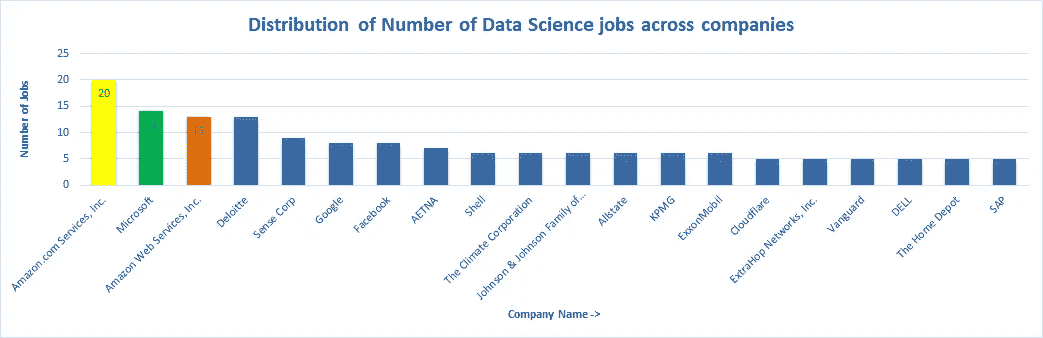 Distribution of Number of Data Science jobs across companies
Number of Jobs
25
20
15
10
5
0
20
Amazon.com Services, Inc.
Microsoft
Amazon Web Services, Inc.
Deloitte
Sense Corp
Google
Facebook
AETNA
Shell
The Climate Corporation
Johnson & Johnson Family of...
Allstate
KPMG
ExxonMobil
Cloudflare
ExtraHop Networks, Inc.
Vanguard
DELL
The Home Depot
SAP
Company Name ->